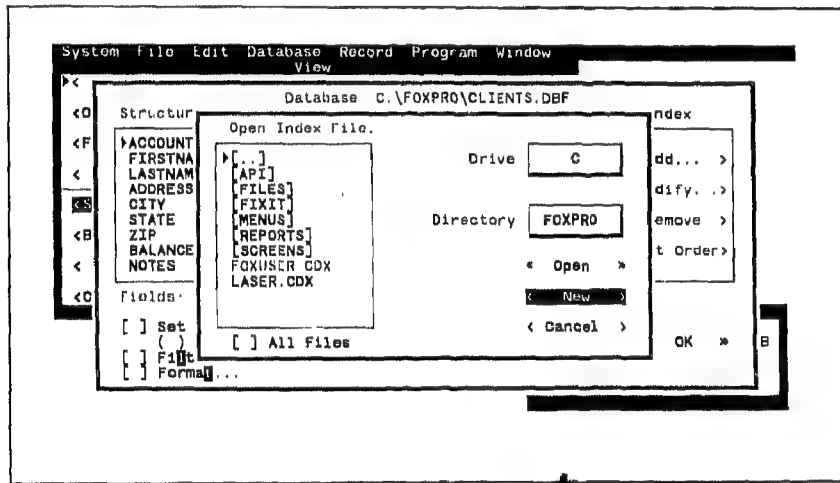 System File Edit Database Record Program Window
View
Database C:\FOXPRO\CLIENTS.DBF
Structur
ndex
Open Index File.
<O
<F
<S
<B
<C
ACCOUNT
FIRSTNA
LASTNAM
ADDRESS
CITY
STATE
ZIP
BALANCE
NOTES
[..]
[API]
[FILES]
[FIXIT]
[MENUS]
[REPORTS]
[SCREENS]
FOXUSER CDX
LASER.CDX
Drive C
Directory FOXPRO
« Open »
< New >
< Cancel >
dd... >
dify. .>
emove >
t Order>
Fields·
[ ] Set
( )
[ ] Filt
[ ] Format...
[ ] All Files
OK »
B